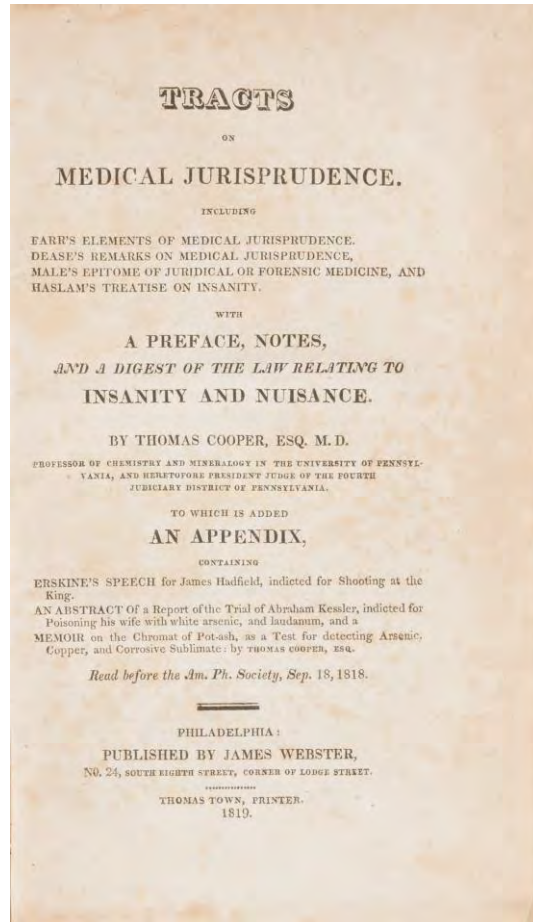 TRACTS
ON
MEDICAL JURISPRUDENCE.
INCLUDING
FARR'S ELEMENTS OF MEDICAL JURISPRUDENCE.
DEASE'S REMARKS ON MEDICAL JURISPRUDENCE,
MALE'S EPITOME OF JURIDICAL OR FORENSIC MEDICINE, AND
HASLAM'S TREATISE ON INSANITY.
WITH
A PREFACE, NOTES,
AND A DIGEST OF THE LAW RELATING TO
INSANITY AND NUISANCE.
BY THOMAS COOPER, ESQ. M. D.
PROFESSOR OF CHEMISTRY AND MINERALOGY IN THE UNIVERSITY OF PENNSYL-
VANIA, AND HERETOFORE PRESIDENT JUDGE OF THE FOURTH
JUDICIARY DISTRICT OF PENNSYLVANIA.
TO WHICH IS ADDED
AN APPENDIX,
CONTAINING
ERSKINE'S SPEECH for James Hadfield, indicted for Shooting at the
King.
AN ABSTRACT Of a Report of the Trial of Abraham Kessler, indicted for
Poisoning his wife with white arsenic, and laudanum, and a
MEMOIR on the Chromat of Pot-ash, as a Test for detecting Arsenic,
Copper, and Corrosive Sublimate: by THOMAS COOPER, ESQ.
Read before the Am. Ph. Society, Sep. 18, 1818.
PHILADELPHIA:
PUBLISHED BY JAMES WEBSTER,
NO. 24, SOUTH EIGHTH STREET, CORNER OF LODGE STREET.
THOMAS TOWN, PRINTER.
1819.